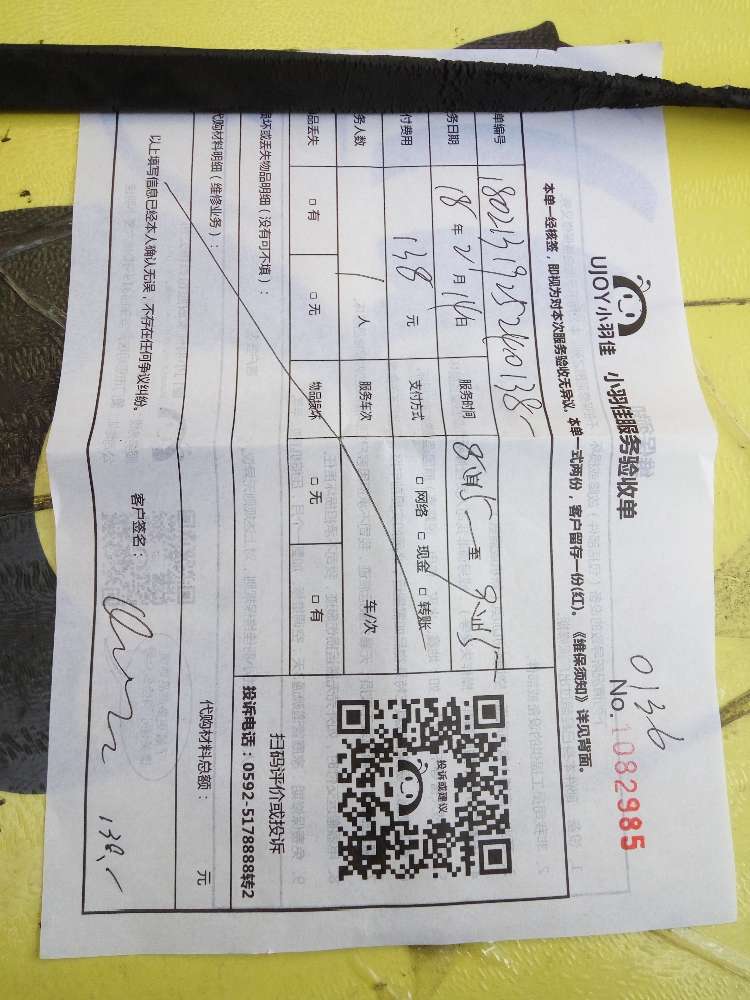 0136
UJOY小羽佳 小羽佳服务验收单 No.1082985
本单一经核签，即视为对本次服务验收无异议。本单一式两份，客户留存一份(红)。《维保须知》详见背面。
单编号
务日期 18 年 2 月 14 日 服务时间 至
付费用 138 元 支付方式 □ 网络 □ 现金 □ 转账
务人数 1 人 服务车次 车/次
品丢失 □ 有 □ 无 物品损坏 □ 无 □ 有
损坏或丢失物品明细（没有可不填）：
投诉或建议
扫码评价或投诉
投诉电话：0592-5178888转2
代购材料明细（维修业务）：
代购材料总额： 元
以上填写信息已经本人确认无误，不存在任何争议纠纷。
客户签名：